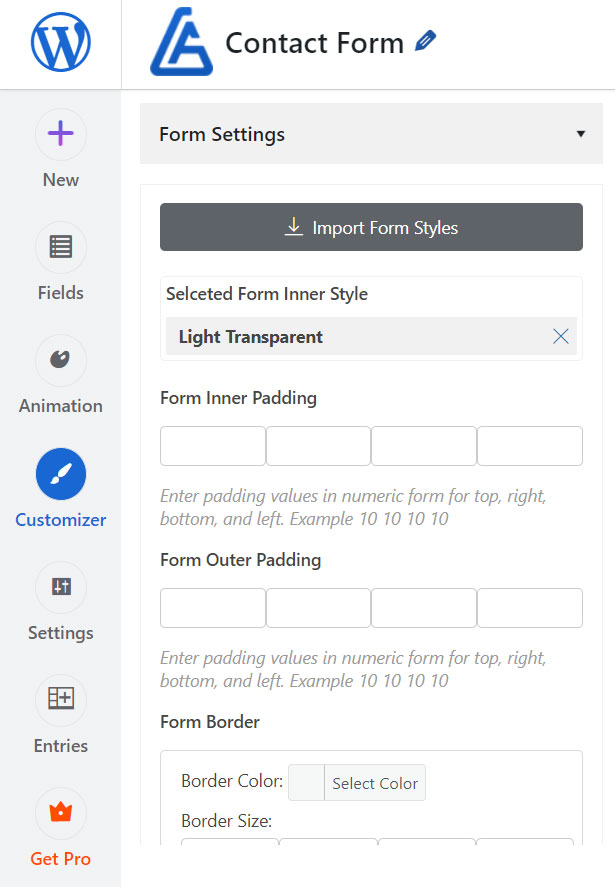 Contact Form
New
Fields
Animation
Customizer
Settings
Entries
Get Pro
Form Settings
Import Form Styles
Selceted Form Inner Style
Light Transparent
Form Inner Padding
Enter padding values in numeric form for top, right,
bottom, and left. Example 10 10 10 10
Form Outer Padding
Enter padding values in numeric form for top, right,
bottom, and left. Example 10 10 10 10
Form Border
Border Color: Select Color
Border Size: